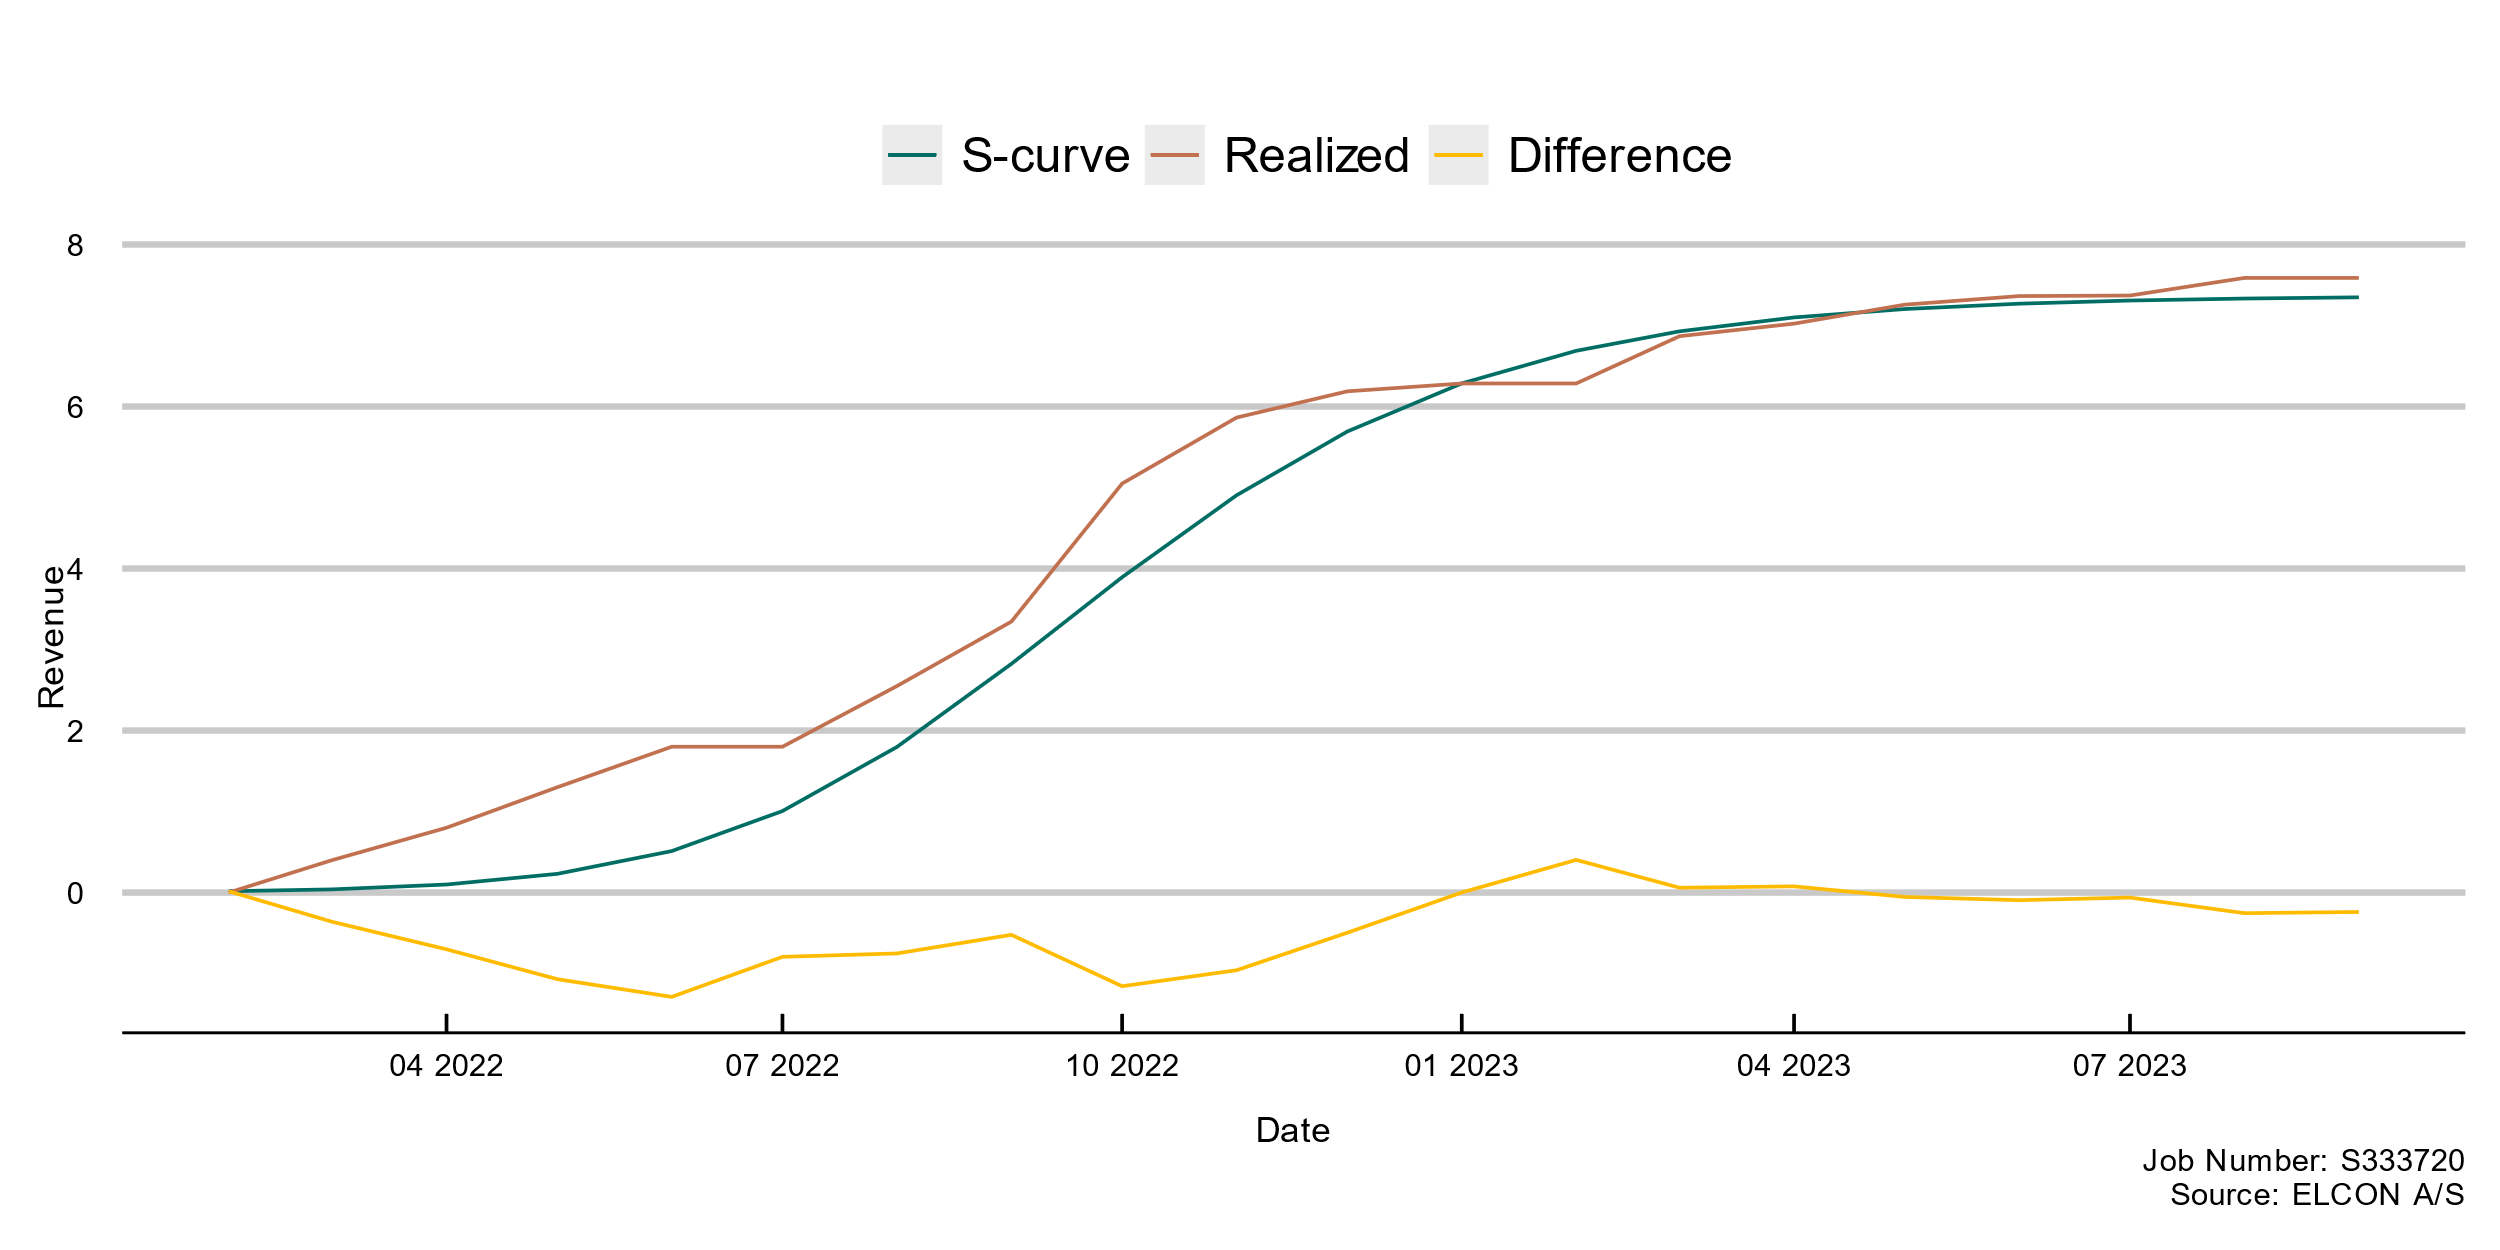 S-curve Realized Difference
8
6
4
2
0
Revenue
04 2022 07 2022 10 2022 01 2023 04 2023 07 2023
Date
Job Number: S333720
Source: ELCON A/S